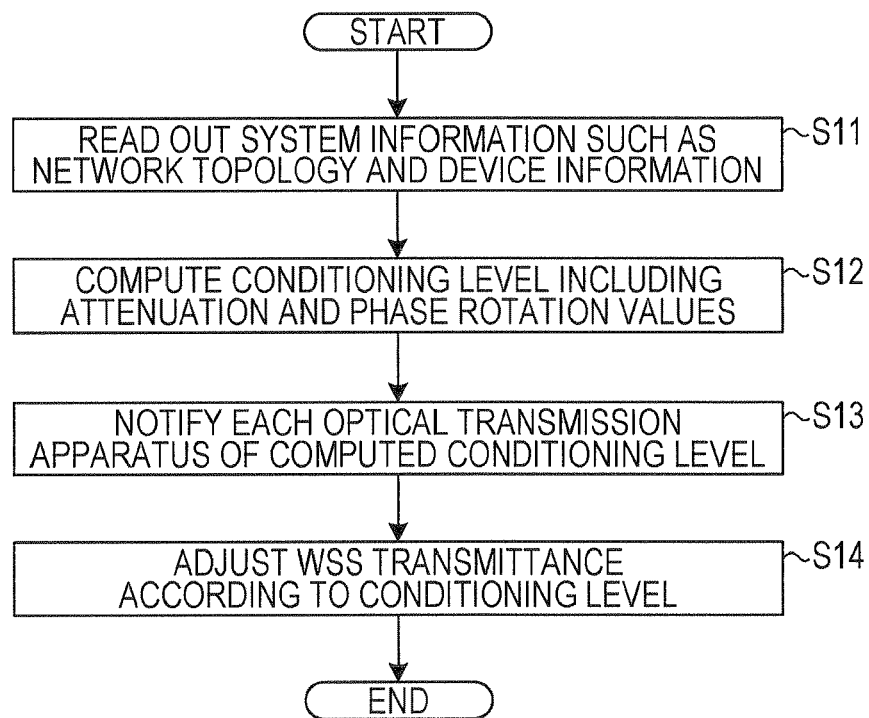 START
READ OUT SYSTEM INFORMATION SUCH AS
NETWORK TOPOLOGY AND DEVICE INFORMATION
S11
COMPUTE CONDITIONING LEVEL INCLUDING
ATTENUATION AND PHASE ROTATION VALUES
S12
NOTIFY EACH OPTICAL TRANSMISSION
APPARATUS OF COMPUTED CONDITIONING LEVEL
S13
ADJUST WSS TRANSMITTANCE
ACCORDING TO CONDITIONING LEVEL
S14
END